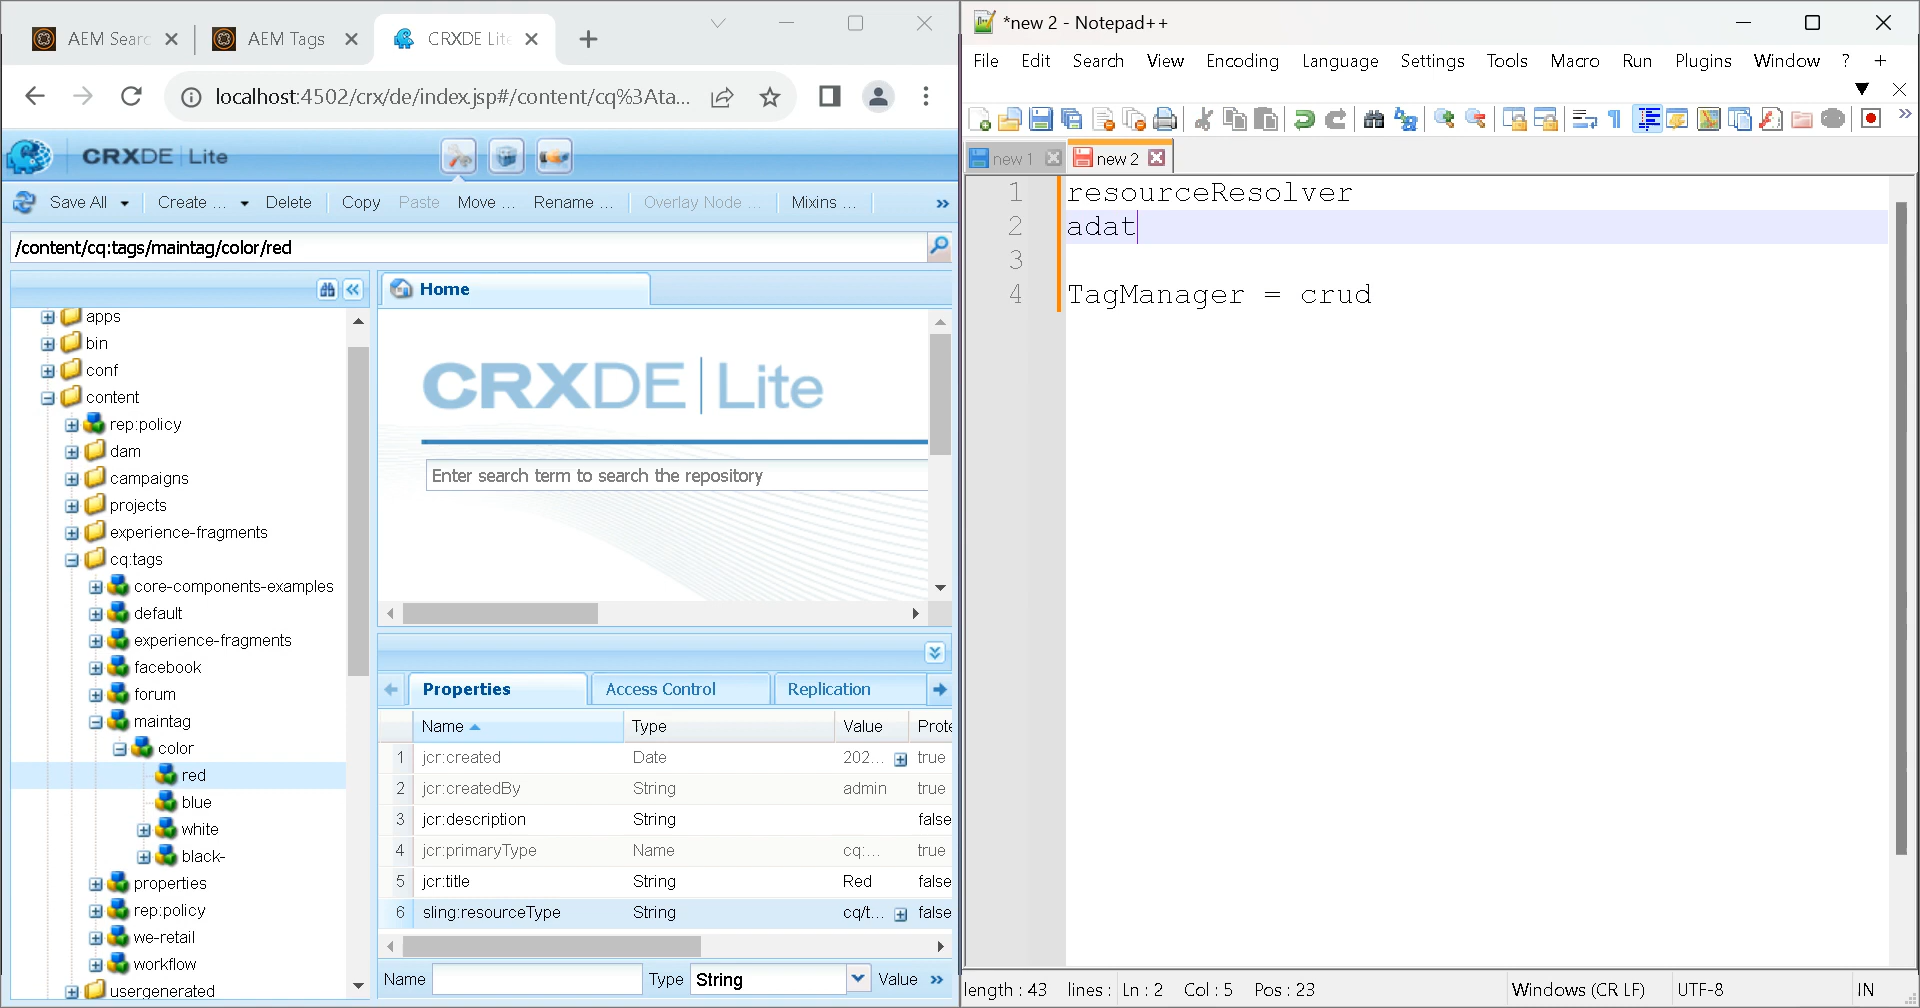 AEM Searc
AEM Tags
CRXDE Lite
localhost:4502/crx/de/index.jsp#/content/cq%3Ata...
CRXDE | Lite
Save All
Create ...
Delete
Copy
Paste
Move ...
Rename ...
Overlay Node ...
Mixins ...
»
/content/cq:tags/maintag/color/red
Home
apps
bin
conf
content
rep:policy
dam
campaigns
projects
experience-fragments
cq:tags
core-components-examples
default
experience-fragments
facebook
forum
maintag
color
red
blue
white
black-
properties
rep:policy
we-retail
workflow
usergenerated
CRXDE | Lite
Enter search term to search the repository
Properties Access Control Replication
Name Type Value Prote
1 jcr:created Date 202... true
2 jcr:createdBy String admin true
3 jcr:description String false
4 jcr:primaryType Name cq:... true
5 jcr:title String Red false
6 sling:resourceType String cq/t... false
Name Type String Value »
*new 2 - Notepad++
File Edit Search View Encoding Language Settings Tools Macro Run Plugins Window ? +
new 1 new 2
1 resourceResolver
2 adat
3
4 TagManager = crud
length : 43 lines : Ln : 2 Col : 5 Pos : 23 Windows (CR LF) UTF-8 IN